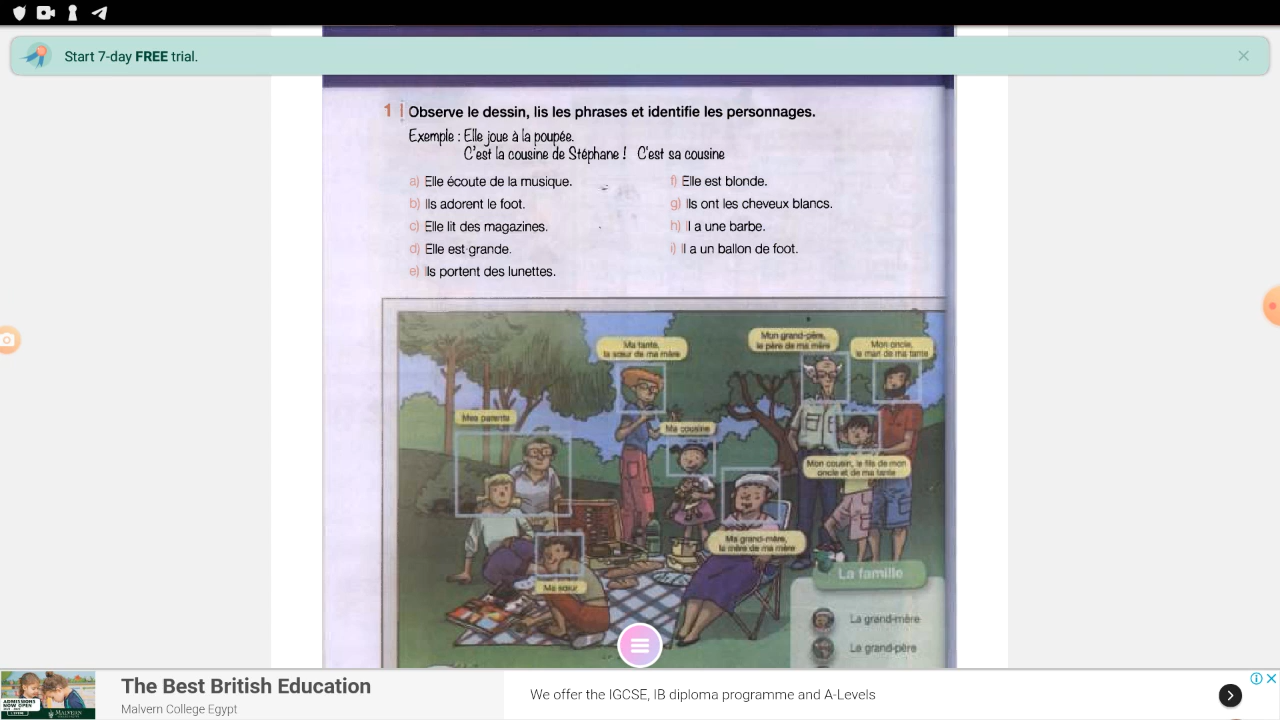 Start 7-day FREE trial.
1 Observe le dessin, lis les phrases et identifie les personnages.
Exemple : Elle joue à la poupée.
C'est la cousine de Stéphane ! C'est sa cousine
a) Elle écoute de la musique.
b) Ils adorent le foot.
c) Elle lit des magazines.
d) Elle est grande.
e) Ils portent des lunettes.
f) Elle est blonde.
g) Ils ont les cheveux blancs.
h) Il a une barbe.
i) Il a un ballon de foot.
Ma tante,
la sœur de ma mère
Mon grand-père,
le père de ma mère
Mon oncle,
le mari de ma tante
Mes parents
Ma cousine
Mon cousin, le fils de mon
oncle et de ma tante
Ma grand-mère,
la mère de ma mère
Ma sœur
La famille
La grand-mère
La grand-père
The Best British Education
Malvern College Egypt
We offer the IGCSE, IB diploma programme and A-Levels
ADMISSIONS
NOW OPEN
MALVERN